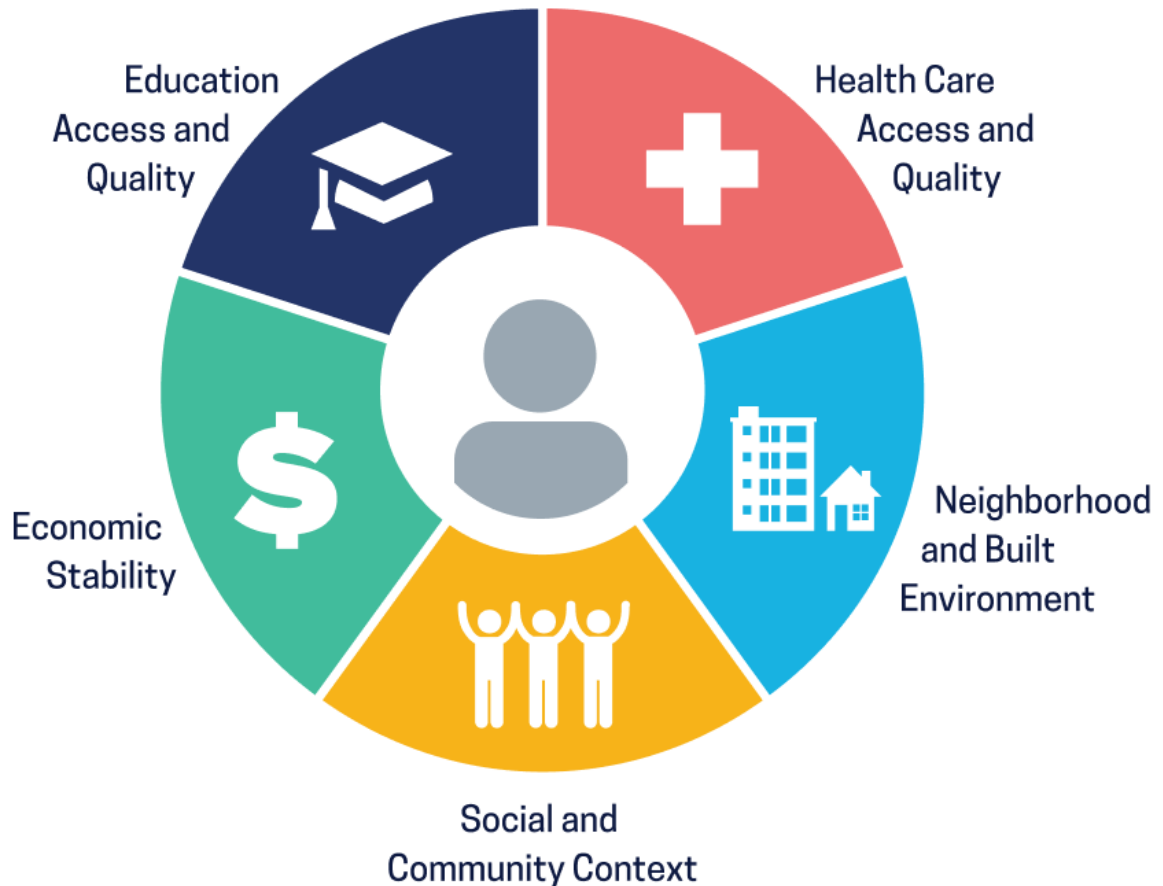 Education
Access and
Quality
Health Care
Access and
Quality
Economic
Stability
Neighborhood
and Built
Environment
Social and
Community Context